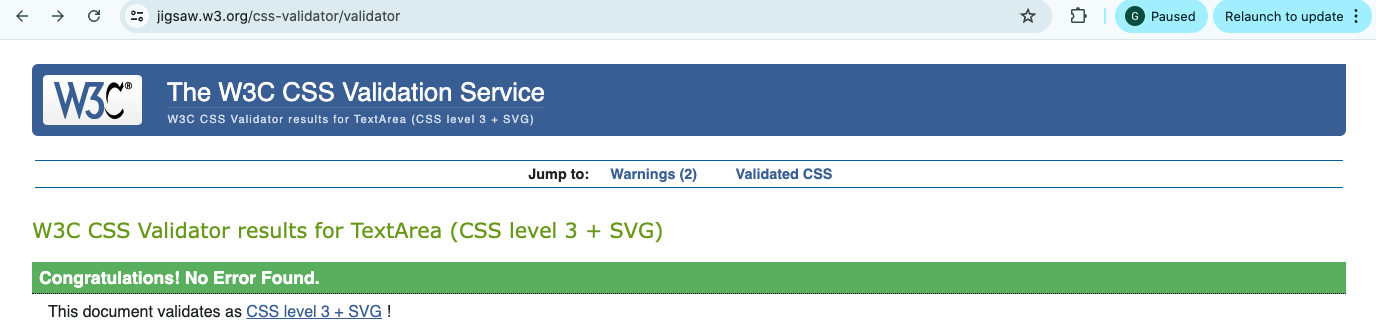 jigsaw.w3.org/css-validator/validator
G Paused
Relaunch to update
W3C®
The W3C CSS Validation Service
W3C CSS Validator results for TextArea (CSS level 3 + SVG)
Jump to: Warnings (2) Validated CSS
W3C CSS Validator results for TextArea (CSS level 3 + SVG)
Congratulations! No Error Found.
This document validates as CSS level 3 + SVG !